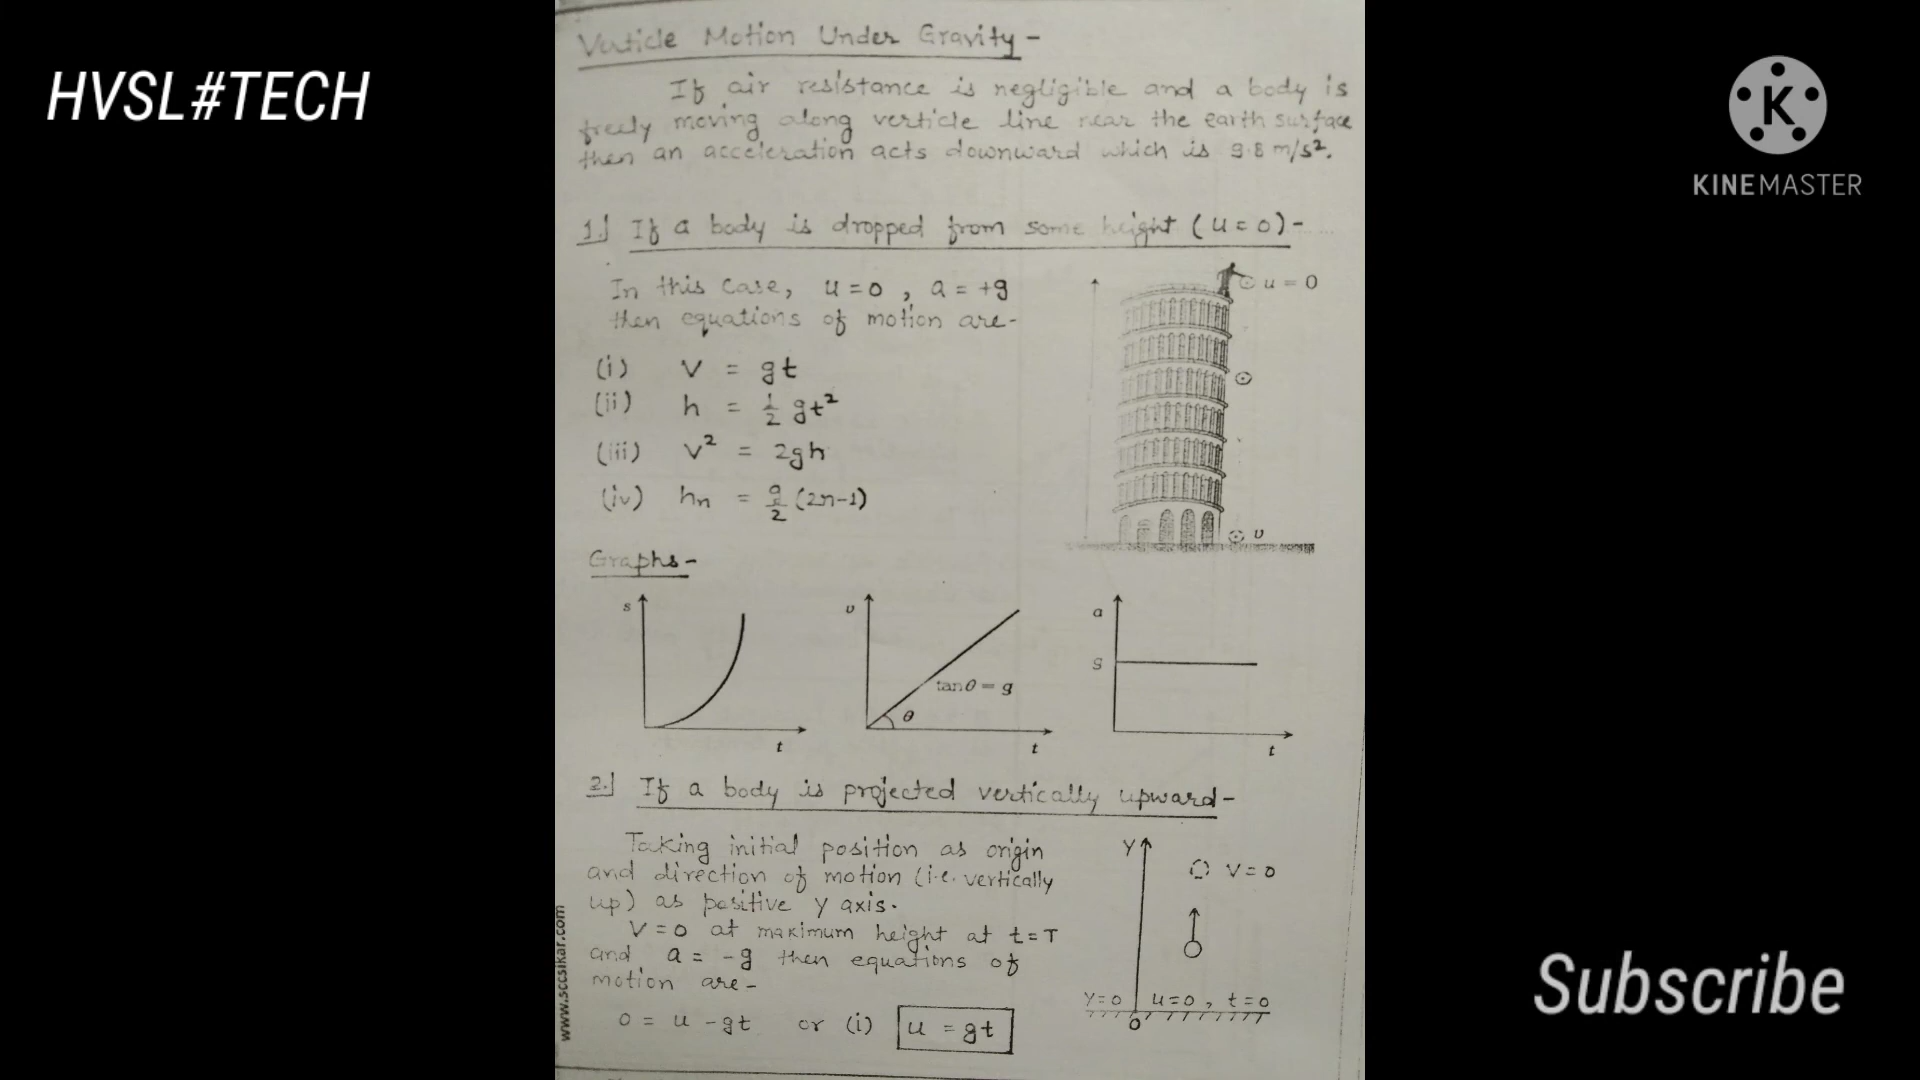 HVSL#TECH
K
KINEMASTER
Subscribe
Verticle Motion Under Gravity -
If air resistance is negligible and a body is
freely moving along verticle line near the earth surface
then an acceleration acts downward which is 9.8 m/s².
1.] If a body is dropped from some height (u = 0) -
In this case, u = 0 , a = +g
then equations of motion are -
(i) v = gt
(ii) h = 1/2 gt²
(iii) v² = 2gh
(iv) hn = g/2 (2n-1)
u = 0
υ
Graphs -
s
t
υ
tanθ = g
θ
t
a
g
t
2.] If a body is projected vertically upward -
Taking initial position as origin
and direction of motion (i.e. vertically
up) as positive y axis.
V = 0 at maximum height at t = T
and a = -g then equations of
motion are -
0 = u - gt or (i) u = gt
Y
V = 0
Y = 0 u = 0 , t = 0
O
www.sccsikar.com